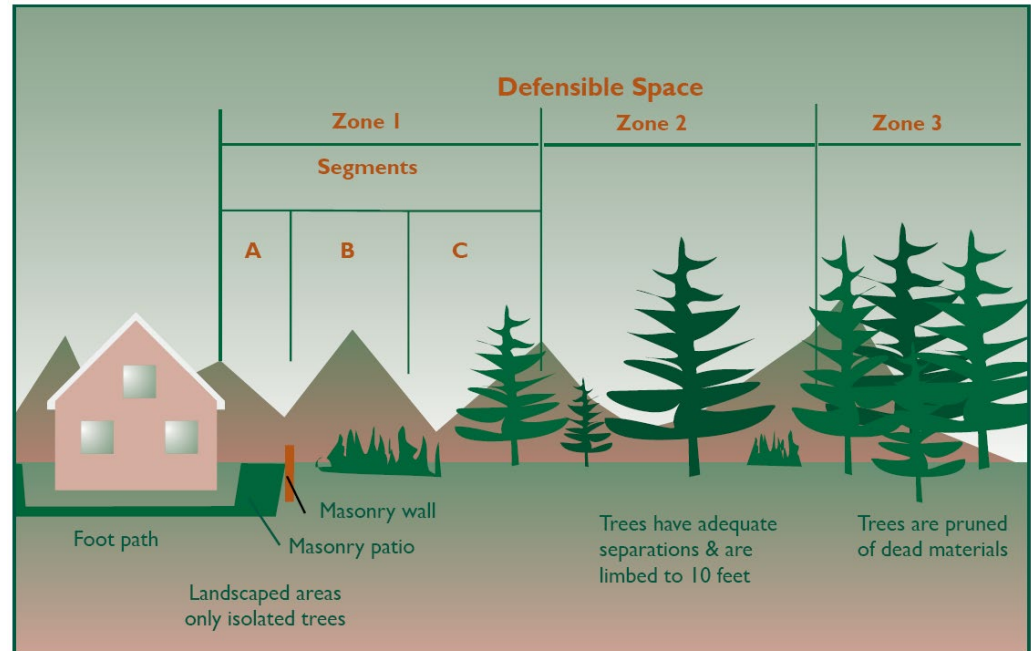 Defensible Space
Zone 1
Zone 2
Zone 3
Segments
A
B
C
Masonry wall
Masonry patio
Foot path
Landscaped areas
only isolated trees
Trees have adequate
separations & are
limbed to 10 feet
Trees are pruned
of dead materials